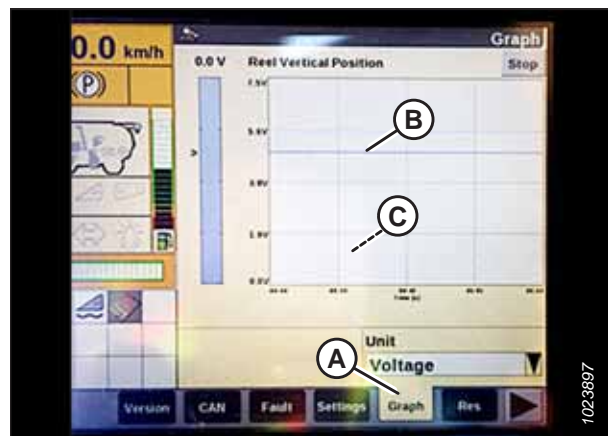 0.0 km/h
Graph
0.0 V Reel Vertical Position
Stop
(P)
B
C
Unit
A
Voltage
Version CAN Fault Settings Graph Res
1023897